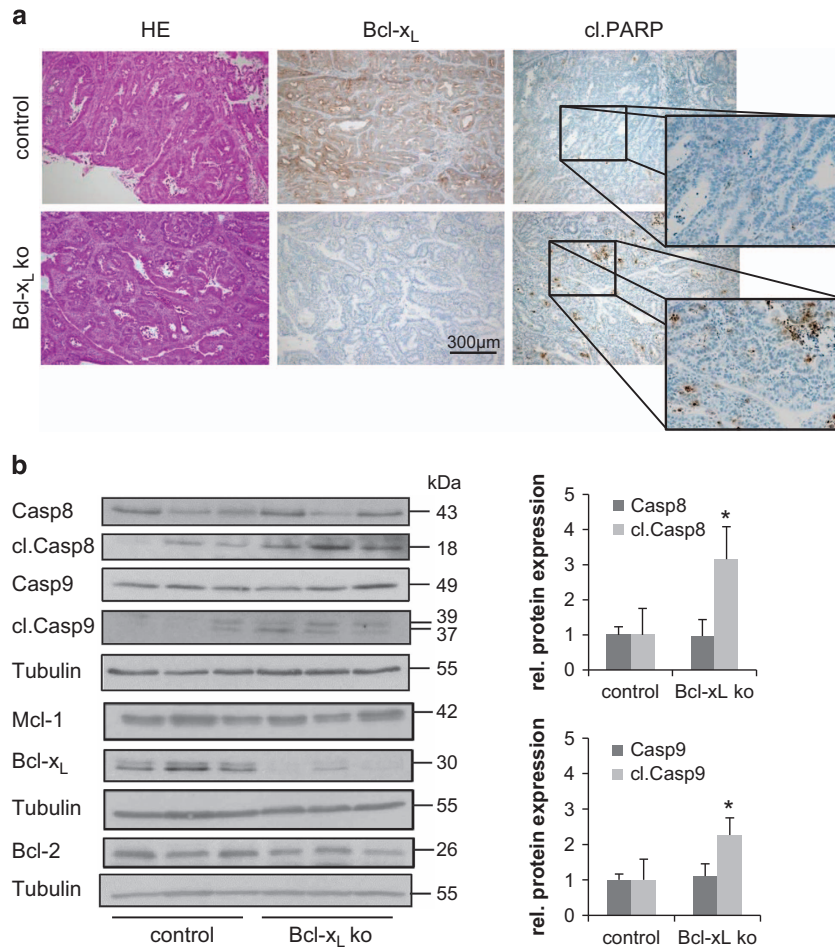 a
HE Bcl-xL cl.PARP
control
Bcl-xL ko
300µm
b
kDa
Casp8 43
cl.Casp8 18
Casp9 49
cl.Casp9 39
37
Tubulin 55
Mcl-1 42
Bcl-xL 30
Tubulin 55
Bcl-2 26
Tubulin 55
control Bcl-xL ko
rel. protein expression
5
4
3
2
1
0
Casp8
cl.Casp8
*
control Bcl-xL ko
rel. protein expression
5
4
3
2
1
0
Casp9
cl.Casp9
*
control Bcl-xL ko